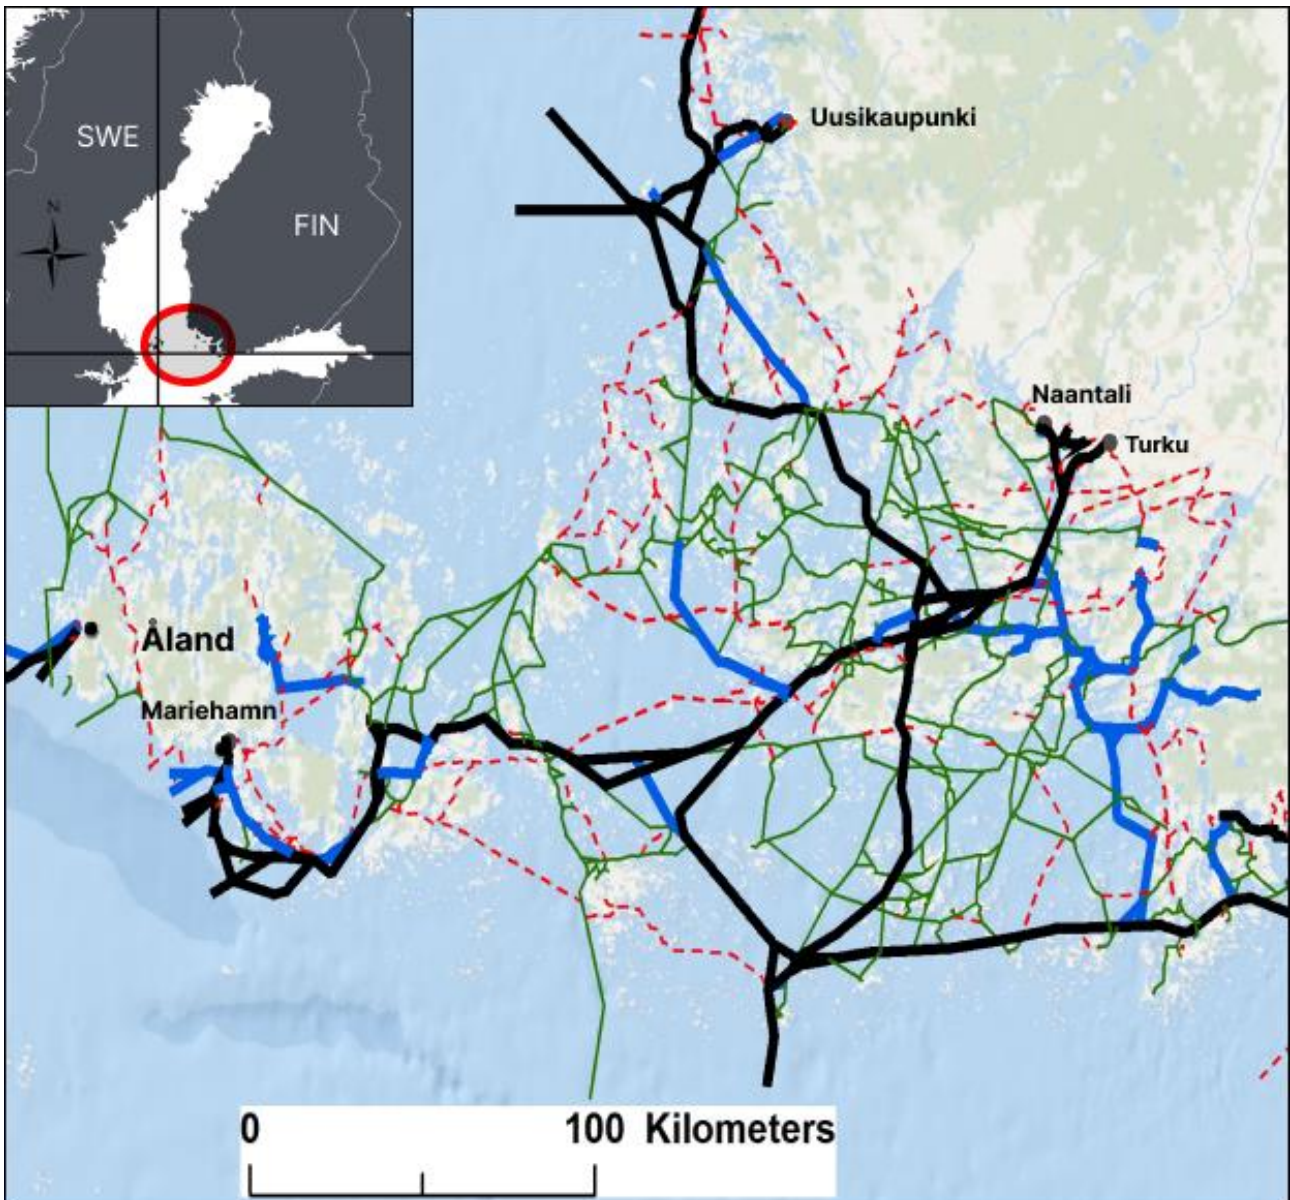 SWE
N
FIN
Uusikaupunki
Naantali
Turku
Åland
Mariehamn
0 100 Kilometers